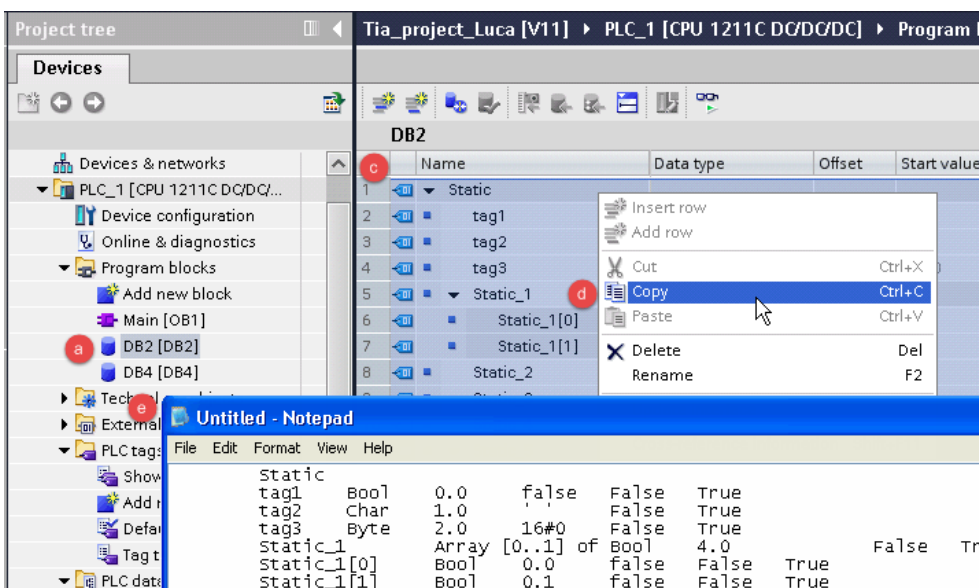 Project tree
Devices
Devices & networks
PLC_1 [CPU 1211C DC/DC/...
Device configuration
Online & diagnostics
Program blocks
Add new block
Main [OB1]
a
DB2 [DB2]
DB4 [DB4]
e
External
PLC tags
Show
Add
Tag t
PLC data
Tia_project_Luca [V11] PLC_1 [CPU 1211C DC/DC/DC] Program
DB2
c Name Data type Offset Start value
1 Static
2 tag1
3 tag2
4 tag3
5 Static_1
6 Static_1[0]
7 Static_1[1]
8 Static_2
Insert row
Add row
Cut Ctrl+X
d Copy Ctrl+C
Paste Ctrl+V
Delete Del
Rename F2
Untitled - Notepad
File Edit Format View Help
Static
tag1 Bool 0.0 false False True
tag2 Char 1.0 ' ' False True
tag3 Byte 2.0 16#0 False True
Static_1 Array [0..1] of Bool 4.0 False Tr
Static_1[0] Bool 0.0 false False True
Static_1[1] Bool 0.1 false False True